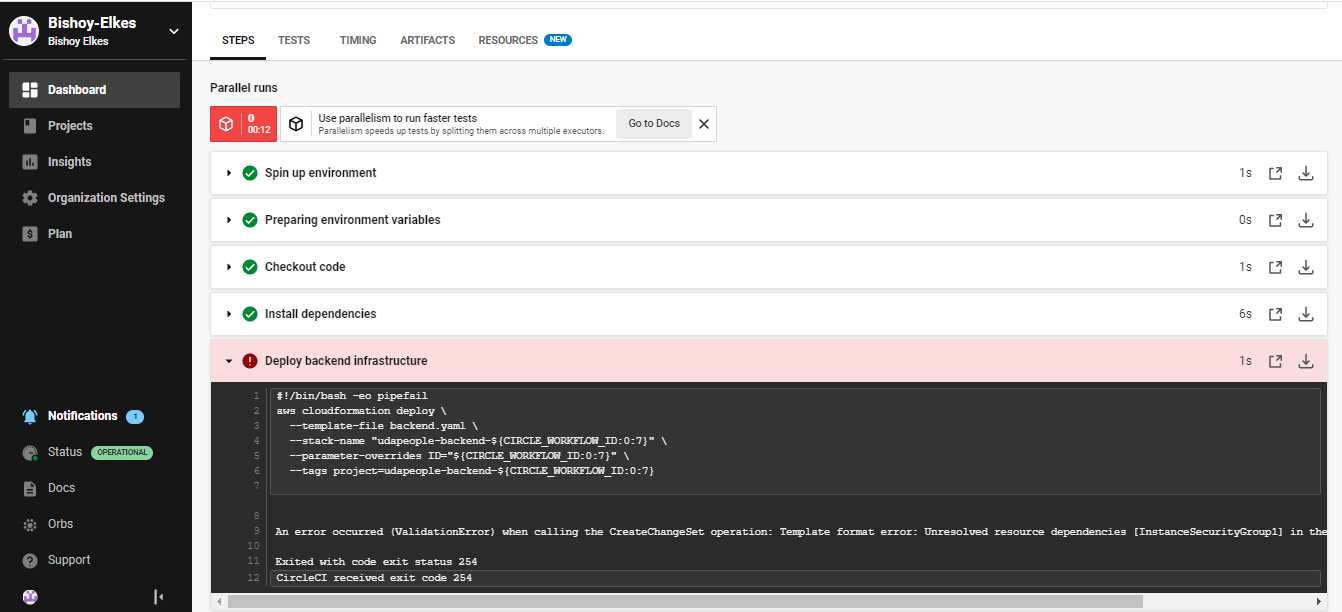 Bishoy-Elkes
Bishoy Elkes
Dashboard
Projects
Insights
Organization Settings
Plan
Notifications 1
Status OPERATIONAL
Docs
Orbs
Support
STEPS TESTS TIMING ARTIFACTS RESOURCES NEW
Parallel runs
0
00:12
Use parallelism to run faster tests
Parallelism speeds up tests by splitting them across multiple executors.
Go to Docs
Spin up environment 1s
Preparing environment variables 0s
Checkout code 1s
Install dependencies 6s
Deploy backend infrastructure 1s
1 #!/bin/bash -eo pipefail
2 aws cloudformation deploy \
3 --template-file backend.yaml \
4 --stack-name "udapeople-backend-${CIRCLE_WORKFLOW_ID:0:7}" \
5 --parameter-overrides ID="${CIRCLE_WORKFLOW_ID:0:7}" \
6 --tags project=udapeople-backend-${CIRCLE_WORKFLOW_ID:0:7}
7
8
9 An error occurred (ValidationError) when calling the CreateChangeSet operation: Template format error: Unresolved resource dependencies [InstanceSecurityGroup1] in the
10
11 Exited with code exit status 254
12 CircleCI received exit code 254